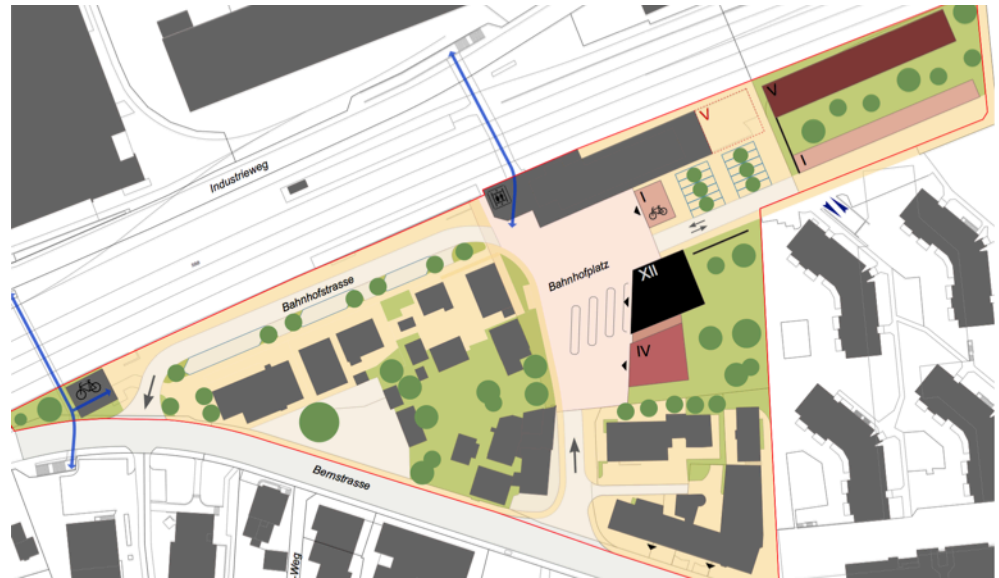 Industrieweg
V
V
I
I
XII
Bahnhofplatz
Bahnhofstrasse
IV
Bernstrasse
-Weg